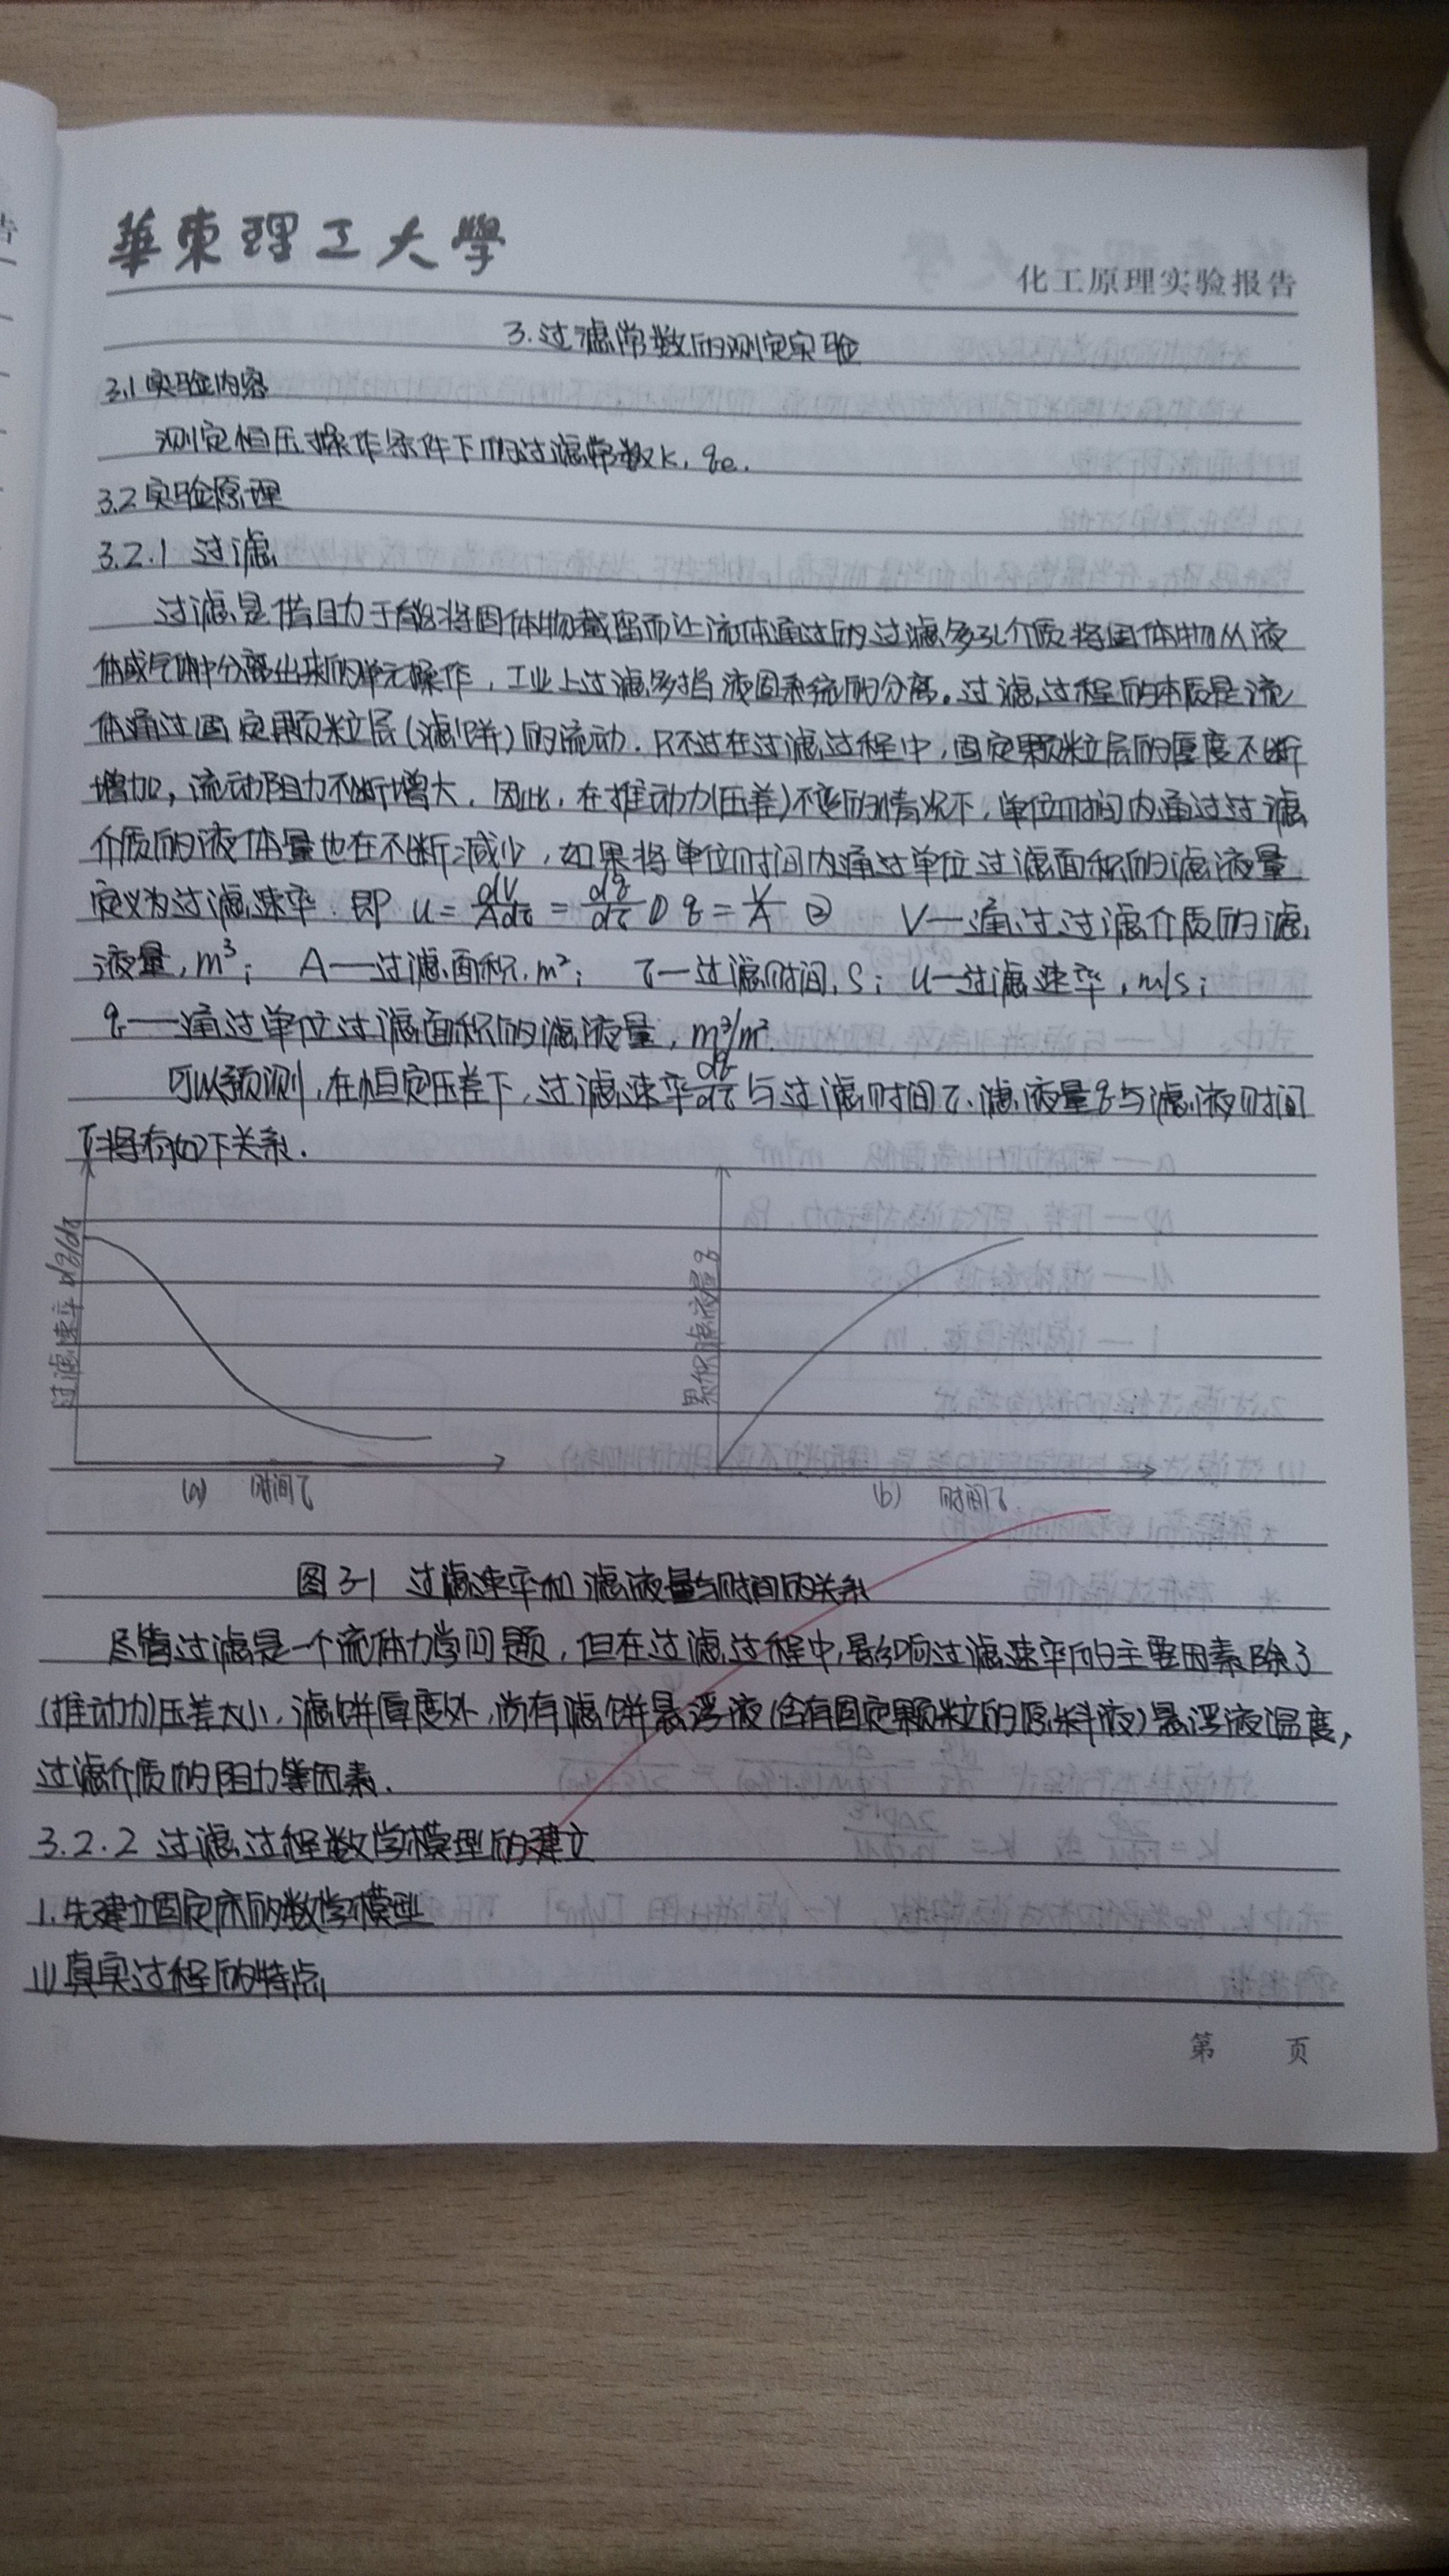 華東理工大學
化工原理实验报告
3.过滤常数的测定实验
3.1实验内容
测定恒压操作条件下的过滤常数K，qe.
3.2实验原理
3.2.1 过滤
过滤是借助于能将固体物截留而让流体通过的过滤多孔介质将固体物从液
体或气体中分离出来的单元操作，工业上过滤多指液固系统的分离。过滤过程的本质是流
体通过固定颗粒层(滤饼)的流动.只不过在过滤过程中，固定颗粒层的厚度不断
增加，流动阻力不断增大.因此，在推动力(压差)不变的情况下，单位时间内通过过滤
介质的液体量也在不断减少，如果将单位时间内通过单位过滤面积的滤液量
定义为过滤速率.即 u=dV/Adτ=dq/dτ① q=V/A ② V—通过过滤介质的滤
液量，m³； A—过滤面积，m²； τ—过滤时间，S； u—过滤速率，m/s；
q—通过单位过滤面积的滤液量，m³/m².
可以预测，在恒定压差下，过滤速率dq/dτ与过滤时间τ、滤液量q与滤液时间
τ将有如下关系.
过滤速率 dq/dτ
累积滤液量 q
(a) 时间τ
(b) 时间τ.
图3-1 过滤速率和滤液量与时间的关系
尽管过滤是一个流体力学问题，但在过滤过程中，影响过滤速率的主要因素除了
(推动力)压差大小，滤饼厚度外，尚有滤饼悬浮液(含有固定颗粒的原料液)悬浮液温度，
过滤介质的阻力等因素.
3.2.2 过滤过程数学模型的建立
1.先建立固定床的数学模型
(1)真实过程的特点
第 页